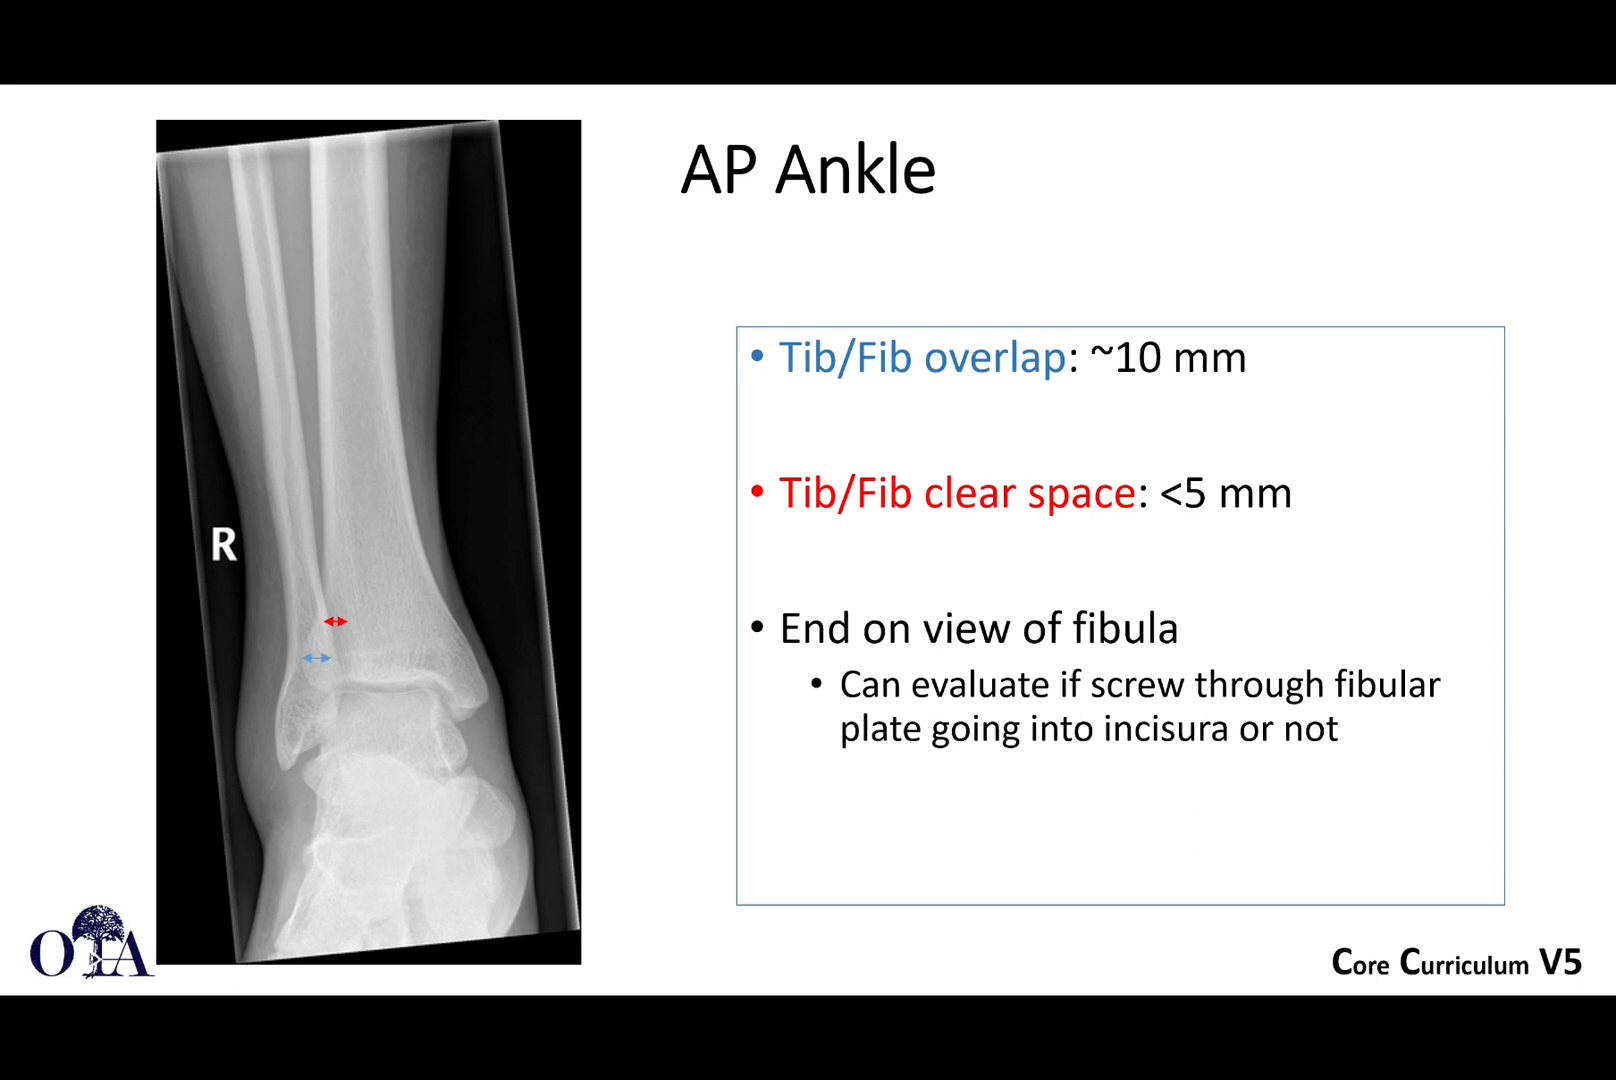 AP Ankle
• Tib/Fib overlap: ~10 mm
• Tib/Fib clear space: <5 mm
• End on view of fibula
• Can evaluate if screw through fibular
plate going into incisura or not
R
OTA
Core Curriculum V5